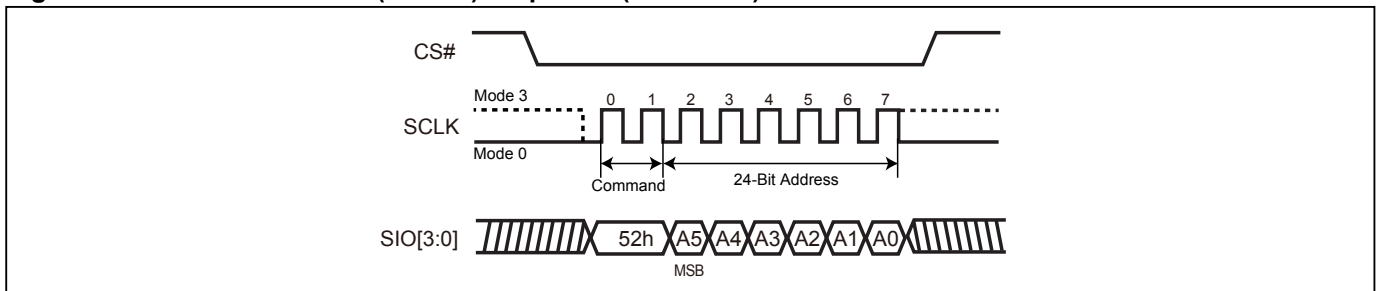 CS#
Mode 3
0 1 2 3 4 5 6 7
SCLK
Mode 0
Command
24-Bit Address
SIO[3:0]
52h A5 A4 A3 A2 A1 A0
MSB